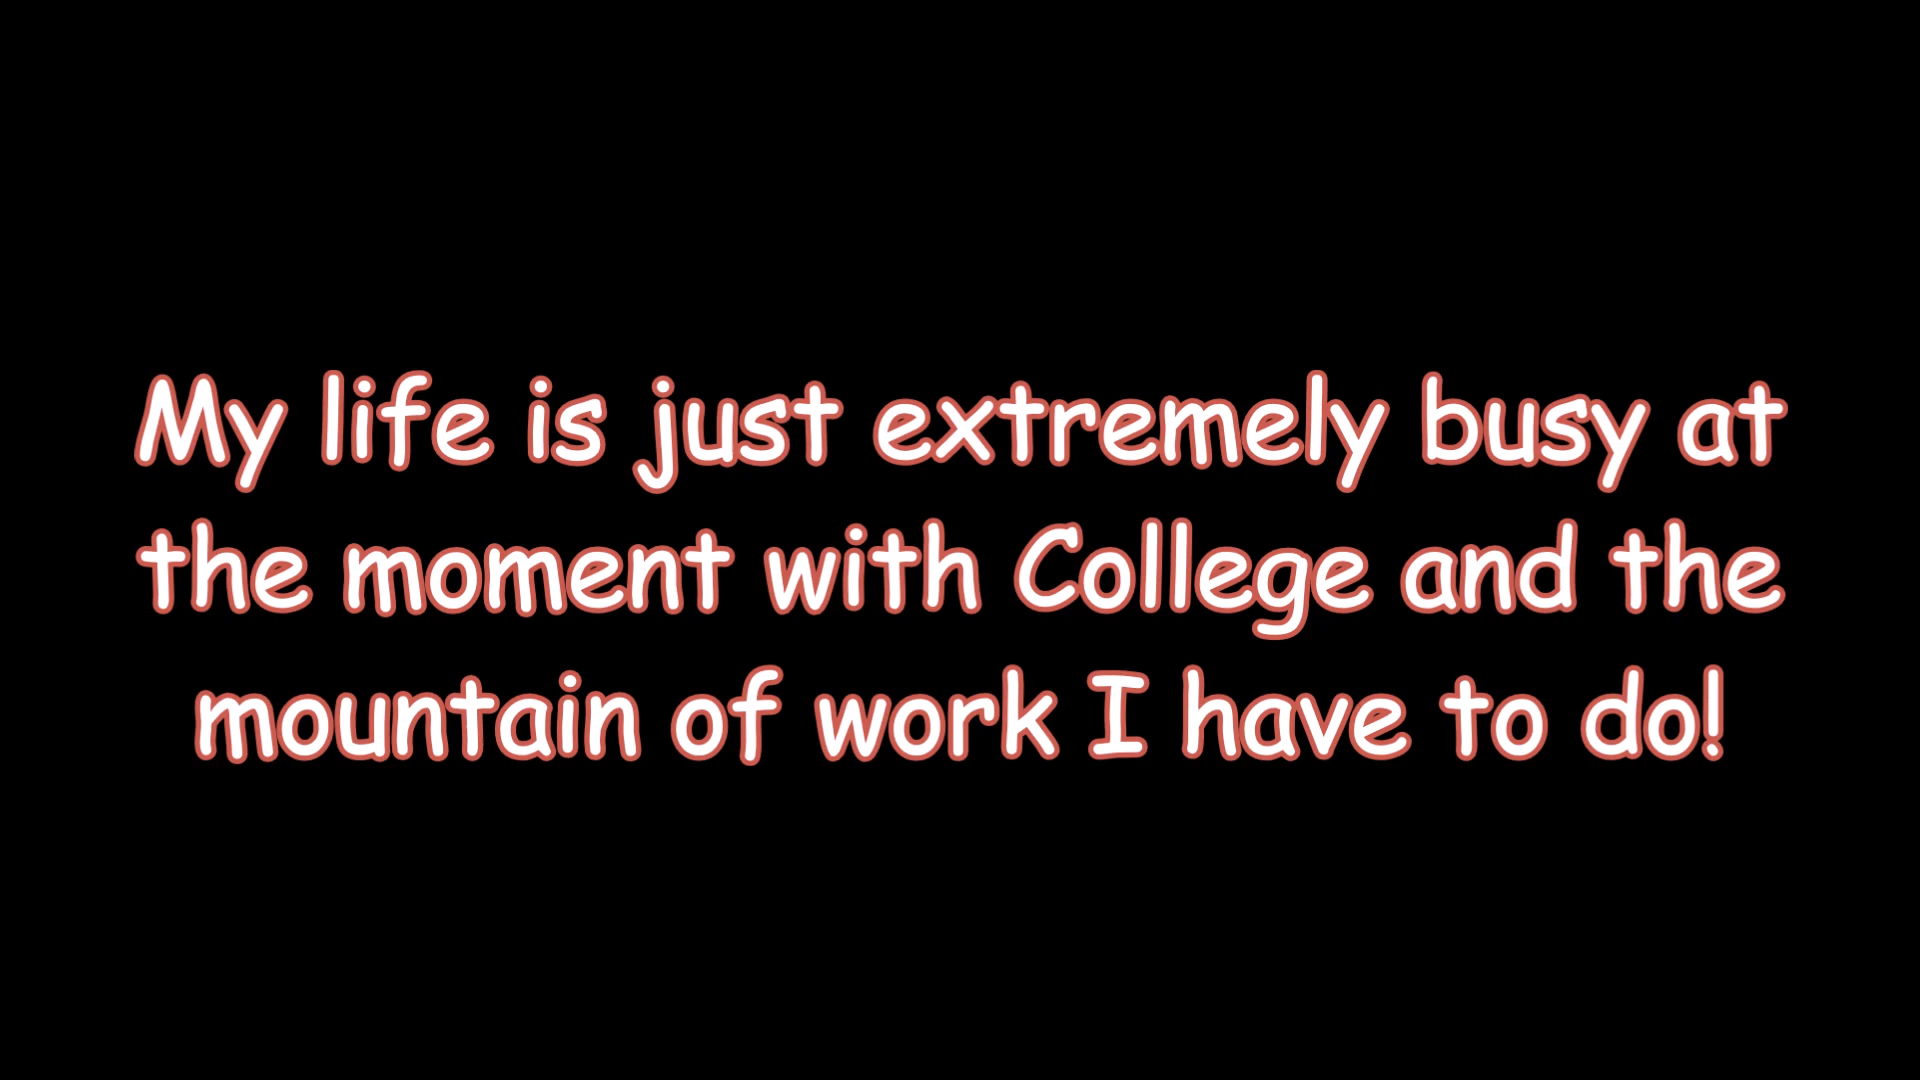 My life is just extremely busy at
the moment with College and the
mountain of work I have to do!